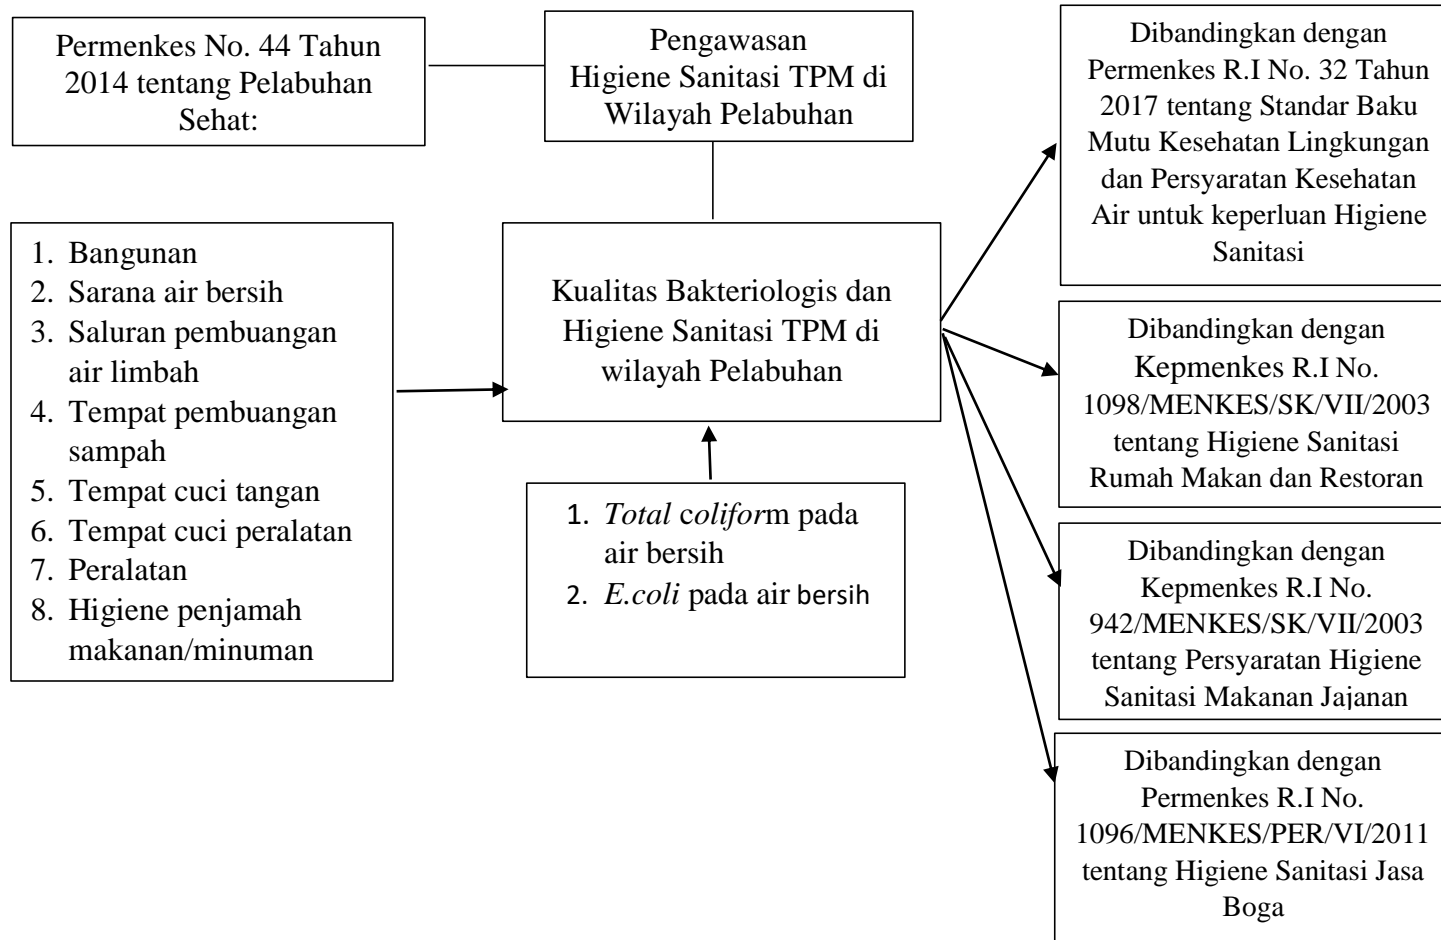 Permenkes No. 44 Tahun
2014 tentang Pelabuhan
Sehat:
Pengawasan
Higiene Sanitasi TPM di
Wilayah Pelabuhan
Dibandingkan dengan
Permenkes R.I No. 32 Tahun
2017 tentang Standar Baku
Mutu Kesehatan Lingkungan
dan Persyaratan Kesehatan
Air untuk keperluan Higiene
Sanitasi
1. Bangunan
2. Sarana air bersih
3. Saluran pembuangan
air limbah
4. Tempat pembuangan
sampah
5. Tempat cuci tangan
6. Tempat cuci peralatan
7. Peralatan
8. Higiene penjamah
makanan/minuman
Kualitas Bakteriologis dan
Higiene Sanitasi TPM di
wilayah Pelabuhan
1. Total coliform pada
air bersih
2. E.coli pada air bersih
Dibandingkan dengan
Kepmenkes R.I No.
1098/MENKES/SK/VII/2003
tentang Higiene Sanitasi
Rumah Makan dan Restoran
Dibandingkan dengan
Kepmenkes R.I No.
942/MENKES/SK/VII/2003
tentang Persyaratan Higiene
Sanitasi Makanan Jajanan
Dibandingkan dengan
Permenkes R.I No.
1096/MENKES/PER/VI/2011
tentang Higiene Sanitasi Jasa
Boga